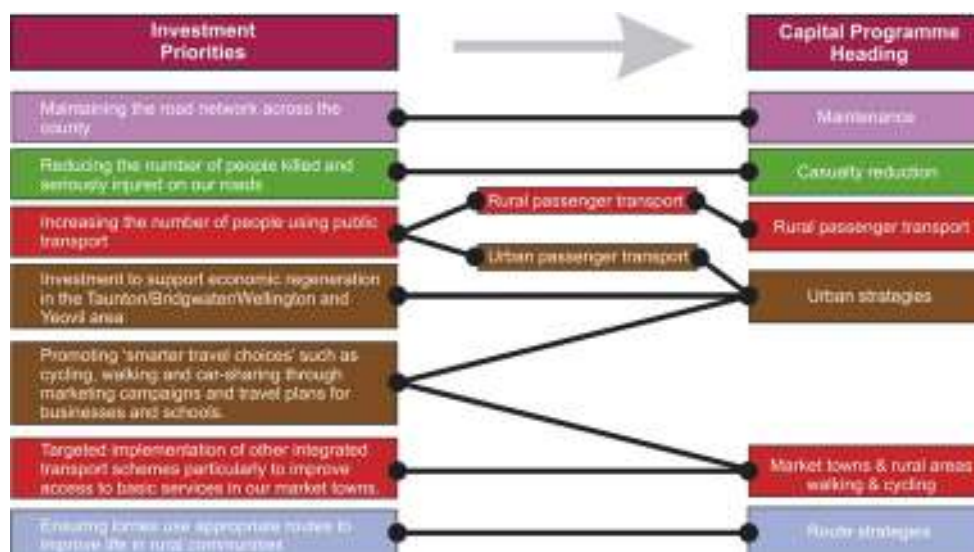 Investment
Priorities
Capital Programme
Heading
Maintaining the road network across the
county
Maintenance
Reducing the number of people killed and
seriously injured on our roads
Casualty reduction
Increasing the number of people using public
transport
Rural passenger transport
Urban passenger transport
Rural passenger transport
Investment to support economic regeneration
in the Taunton/Bridgwater/Wellington and
Yeovil area
Urban strategies
Promoting 'smarter travel choices' such as
cycling, walking and car-sharing through
marketing campaigns and travel plans for
businesses and schools.
Targeted implementation of other integrated
transport schemes particularly to improve
access to basic services in our market towns.
Market towns & rural areas
walking & cycling
Ensuring lorries use appropriate routes to
improve life in rural communities
Route strategies